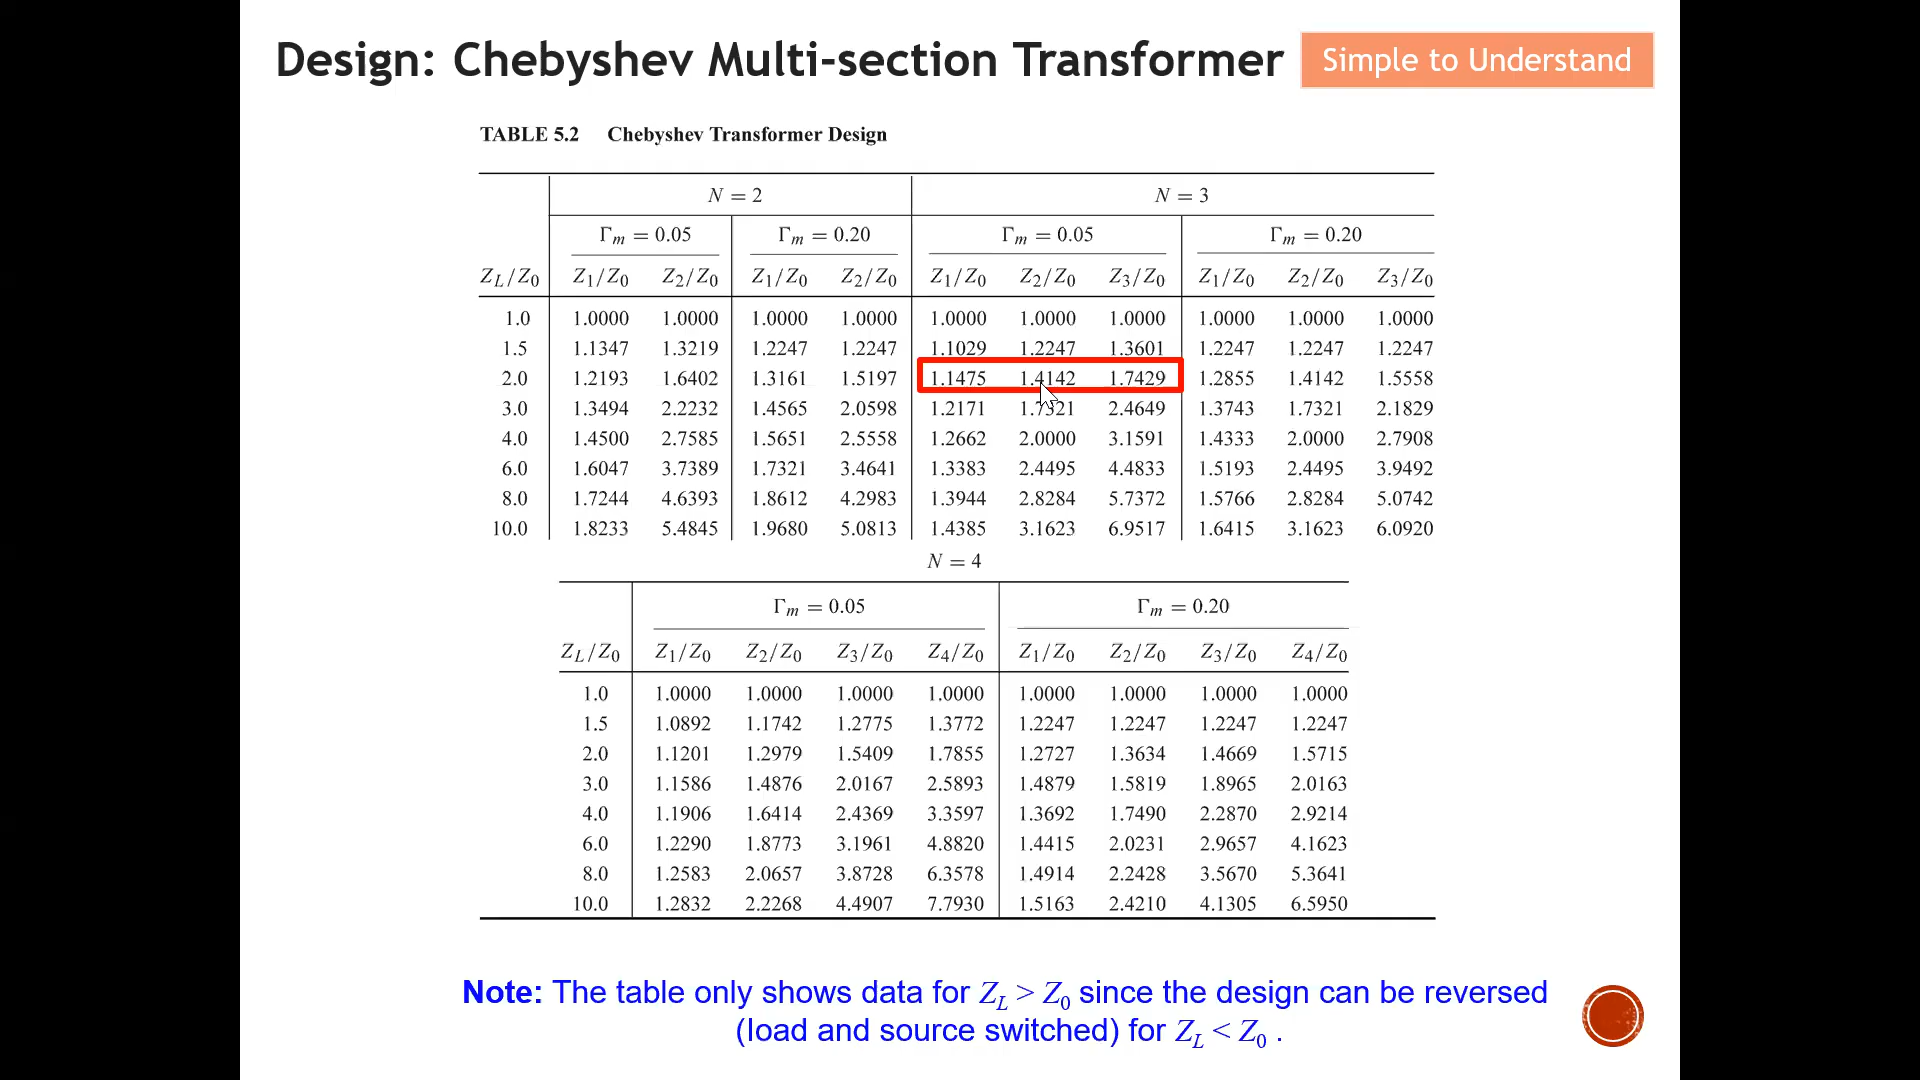 Design: Chebyshev Multi-section Transformer
Simple to Understand
TABLE 5.2 Chebyshev Transformer Design
N = 2 N = 3
Γm = 0.05 Γm = 0.20 Γm = 0.05 Γm = 0.20
ZL/Z0 Z1/Z0 Z2/Z0 Z1/Z0 Z2/Z0 Z1/Z0 Z2/Z0 Z3/Z0 Z1/Z0 Z2/Z0 Z3/Z0
1.0 1.0000 1.0000 1.0000 1.0000 1.0000 1.0000 1.0000 1.0000 1.0000 1.0000
1.5 1.1347 1.3219 1.2247 1.2247 1.1029 1.2247 1.3601 1.2247 1.2247 1.2247
2.0 1.2193 1.6402 1.3161 1.5197 1.1475 1.4142 1.7429 1.2855 1.4142 1.5558
3.0 1.3494 2.2232 1.4565 2.0598 1.2171 1.7321 2.4649 1.3743 1.7321 2.1829
4.0 1.4500 2.7585 1.5651 2.5558 1.2662 2.0000 3.1591 1.4333 2.0000 2.7908
6.0 1.6047 3.7389 1.7321 3.4641 1.3383 2.4495 4.4833 1.5193 2.4495 3.9492
8.0 1.7244 4.6393 1.8612 4.2983 1.3944 2.8284 5.7372 1.5766 2.8284 5.0742
10.0 1.8233 5.4845 1.9680 5.0813 1.4385 3.1623 6.9517 1.6415 3.1623 6.0920
N = 4
Γm = 0.05 Γm = 0.20
ZL/Z0 Z1/Z0 Z2/Z0 Z3/Z0 Z4/Z0 Z1/Z0 Z2/Z0 Z3/Z0 Z4/Z0
1.0 1.0000 1.0000 1.0000 1.0000 1.0000 1.0000 1.0000 1.0000
1.5 1.0892 1.1742 1.2775 1.3772 1.2247 1.2247 1.2247 1.2247
2.0 1.1201 1.2979 1.5409 1.7855 1.2727 1.3634 1.4669 1.5715
3.0 1.1586 1.4876 2.0167 2.5893 1.4879 1.5819 1.8965 2.0163
4.0 1.1906 1.6414 2.4369 3.3597 1.3692 1.7490 2.2870 2.9214
6.0 1.2290 1.8773 3.1961 4.8820 1.4415 2.0231 2.9657 4.1623
8.0 1.2583 2.0657 3.8728 6.3578 1.4914 2.2428 3.5670 5.3641
10.0 1.2832 2.2268 4.4907 7.7930 1.5163 2.4210 4.1305 6.5950
Note: The table only shows data for ZL > Z0 since the design can be reversed
(load and source switched) for ZL < Z0 .